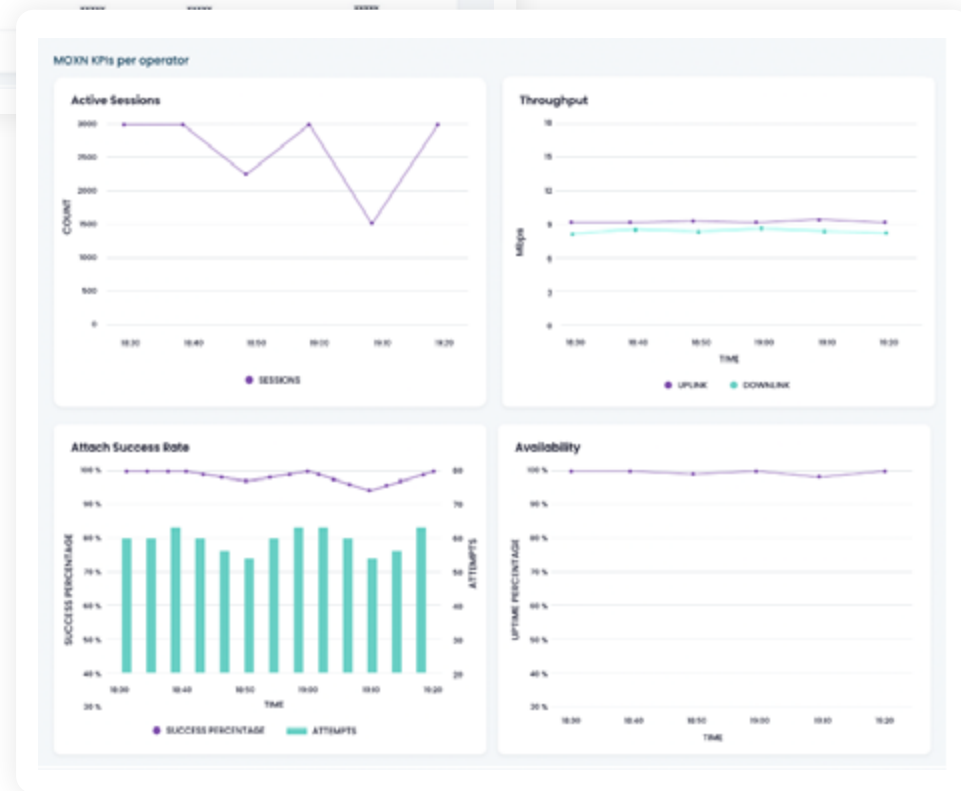 MOXN KPIs per operator
Active Sessions
3000
2500
2000
1500
1000
500
0
COUNT
18:30 18:40 18:50 19:00 19:10 19:20
SESSIONS
Throughput
18
15
12
9
6
3
0
Mbps
18:30 18:40 18:50 19:00 19:10 19:20
TIME
UPLINK DOWNLINK
Attach Success Rate
100 %
90 %
80 %
70 %
60 %
50 %
40 %
30 %
SUCCESS PERCENTAGE
80
70
60
50
40
30
20
ATTEMPTS
18:30 18:40 18:50 19:00 19:10 19:20
TIME
SUCCESS PERCENTAGE ATTEMPTS
Availability
100 %
90 %
80 %
70 %
60 %
50 %
40 %
30 %
UPTIME PERCENTAGE
18:30 18:40 18:50 19:00 19:10 19:20
TIME